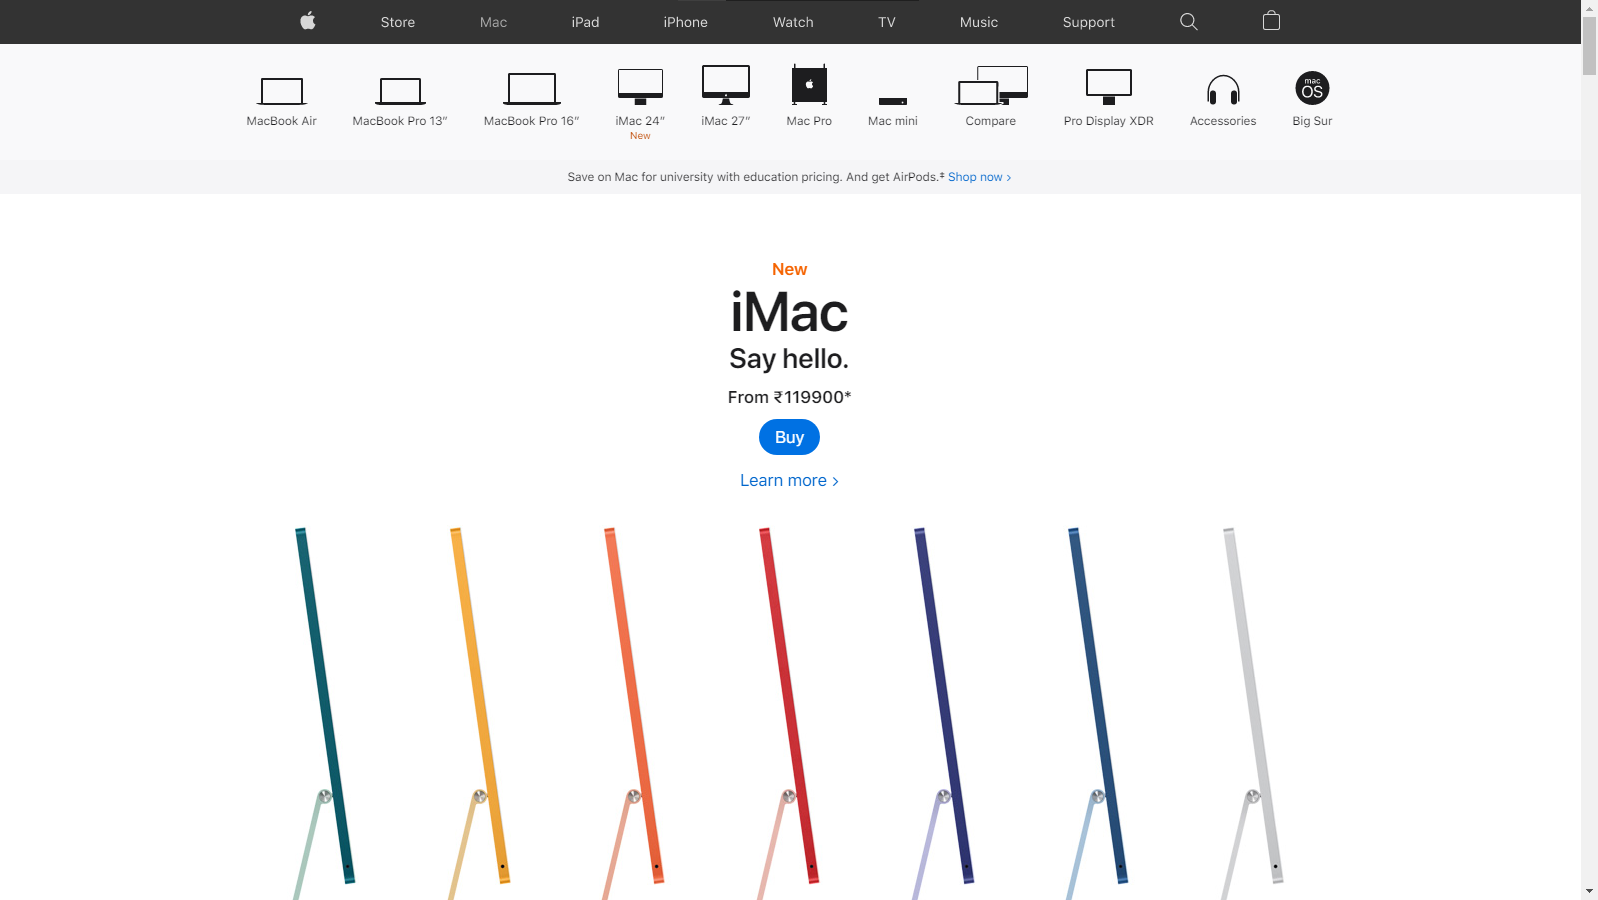 Store Mac iPad iPhone Watch TV Music Support
mac
OS
MacBook Air MacBook Pro 13” MacBook Pro 16” iMac 24” iMac 27” Mac Pro Mac mini Compare Pro Display XDR Accessories Big Sur
New
Save on Mac for university with education pricing. And get AirPods.‡ Shop now >
New
iMac
Say hello.
From ₹119900*
Buy
Learn more >